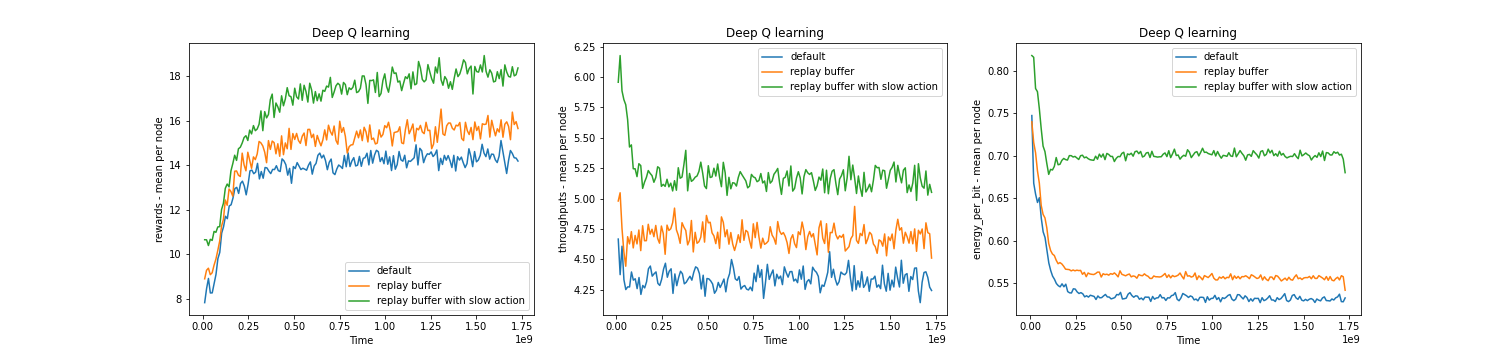 Deep Q learning
rewards - mean per node
18
16
14
12
10
8
default
replay buffer
replay buffer with slow action
0.00 0.25 0.50 0.75 1.00 1.25 1.50 1.75
1e9
Time
Deep Q learning
throughputs - mean per node
6.25
6.00
5.75
5.50
5.25
5.00
4.75
4.50
4.25
default
replay buffer
replay buffer with slow action
0.00 0.25 0.50 0.75 1.00 1.25 1.50 1.75
1e9
Time
Deep Q learning
energy_per_bit - mean per node
0.80
0.75
0.70
0.65
0.60
0.55
default
replay buffer
replay buffer with slow action
0.00 0.25 0.50 0.75 1.00 1.25 1.50 1.75
1e9
Time